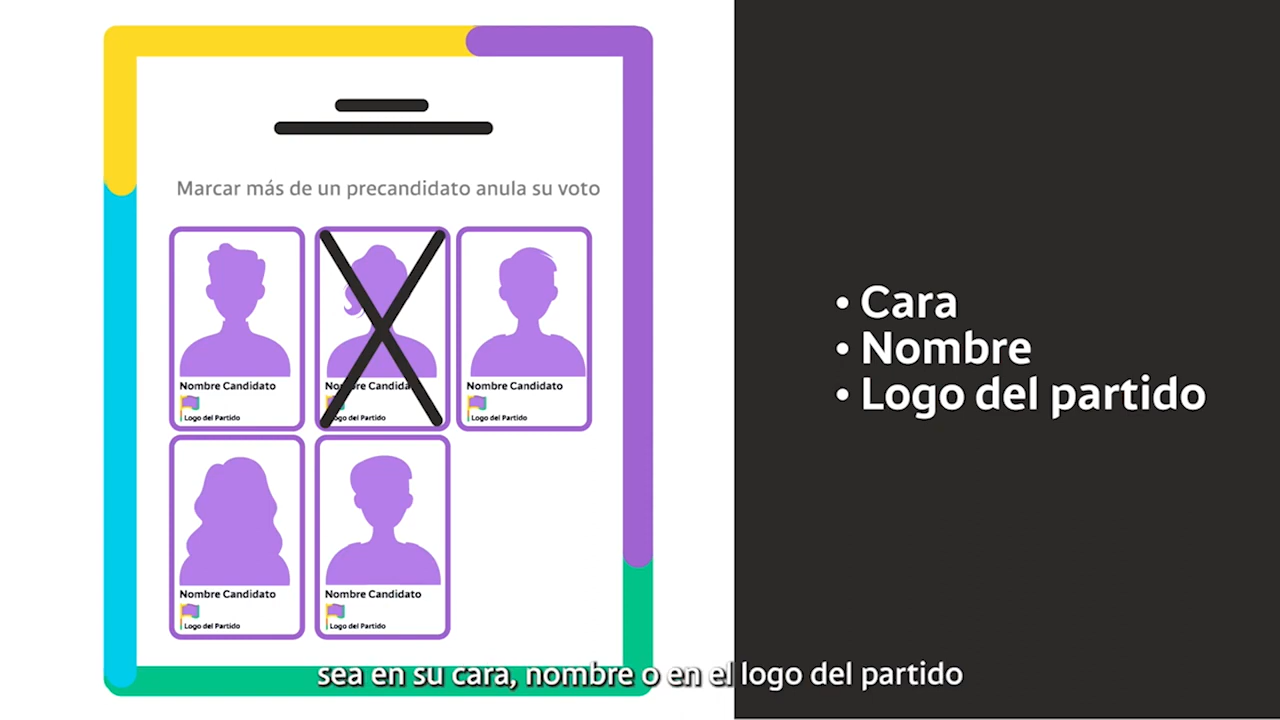 Marcar más de un precandidato anula su voto
Nombre Candidato
Logo del Partido
Nombre Candidato
Logo del Partido
Nombre Candidato
Logo del Partido
Nombre Candidato
Logo del Partido
Nombre Candidato
Logo del Partido
• Cara
• Nombre
• Logo del partido
sea en su cara, nombre o en el logo del partido